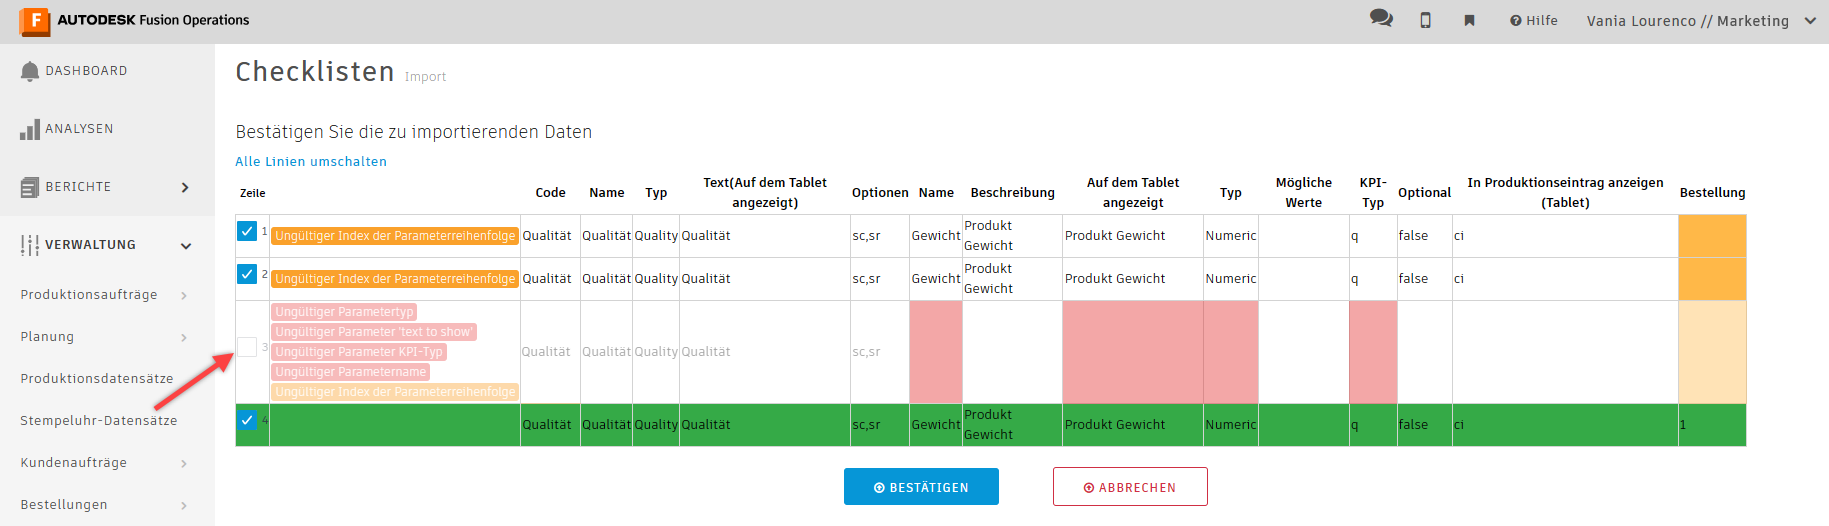 F AUTODESK Fusion Operations
Hilfe
Vania Lourenco // Marketing
DASHBOARD
ANALYSEN
BERICHTE
VERWALTUNG
Produktionsaufträge
Planung
Produktionsdatensätze
Stempeluhr-Datensätze
Kundenaufträge
Bestellungen
Checklisten Import
Bestätigen Sie die zu importierenden Daten
Alle Linien umschalten
Zeile Code Name Typ Text(Auf dem Tablet angezeigt) Optionen Name Beschreibung Auf dem Tablet angezeigt Typ Mögliche Werte KPI-Typ Optional In Produktionseintrag anzeigen (Tablet) Bestellung
1 Ungültiger Index der Parameterreihenfolge Qualität Qualität Quality Qualität sc,sr Gewicht Produkt Gewicht Produkt Gewicht Numeric q false ci
2 Ungültiger Index der Parameterreihenfolge Qualität Qualität Quality Qualität sc,sr Gewicht Produkt Gewicht Produkt Gewicht Numeric q false ci
Ungültiger Parametertyp
Ungültiger Parameter 'text to show'
3 Ungültiger Parameter KPI-Typ Qualität Qualität Quality Qualität sc,sr
Ungültiger Parametername
Ungültiger Index der Parameterreihenfolge
4 Qualität Qualität Quality Qualität sc,sr Gewicht Produkt Gewicht Produkt Gewicht Numeric q false ci 1
BESTÄTIGEN
ABBRECHEN